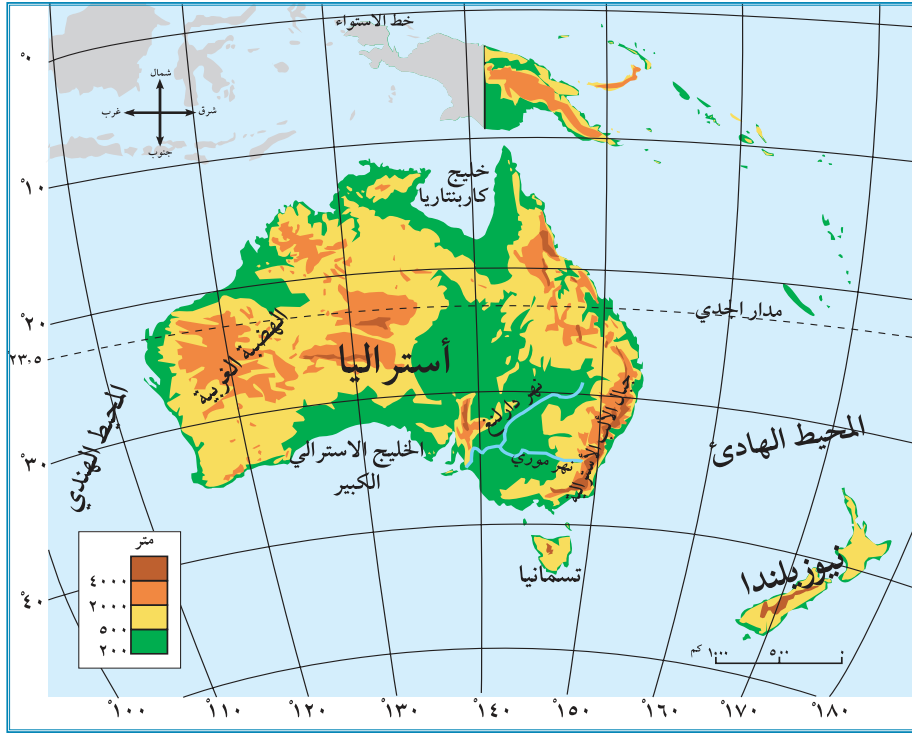 خط الاستواء
شمال
شرق
غرب
جنوب
°٠
°١٠
°٢٠
٢٣,٥
°٣٠
°٤٠
خليج
كاربنتاريا
مدار الجدي
الهضبة الغربية
أستراليا
نهر دارلنغ
جبال الألب الأسترالية
نهر موري
المحيط الهندي
الخليج الاسترالي
الكبير
المحيط الهادئ
تسمانيا
نيوزيلندا
متر
٤٠٠٠
٢٠٠٠
٥٠٠
٢٠٠
٠ ٥٠٠ ١٠٠٠ كم
°١٠٠ °١١٠ °١٢٠ °١٣٠ °١٤٠ °١٥٠ °١٦٠ °١٧٠ °١٨٠